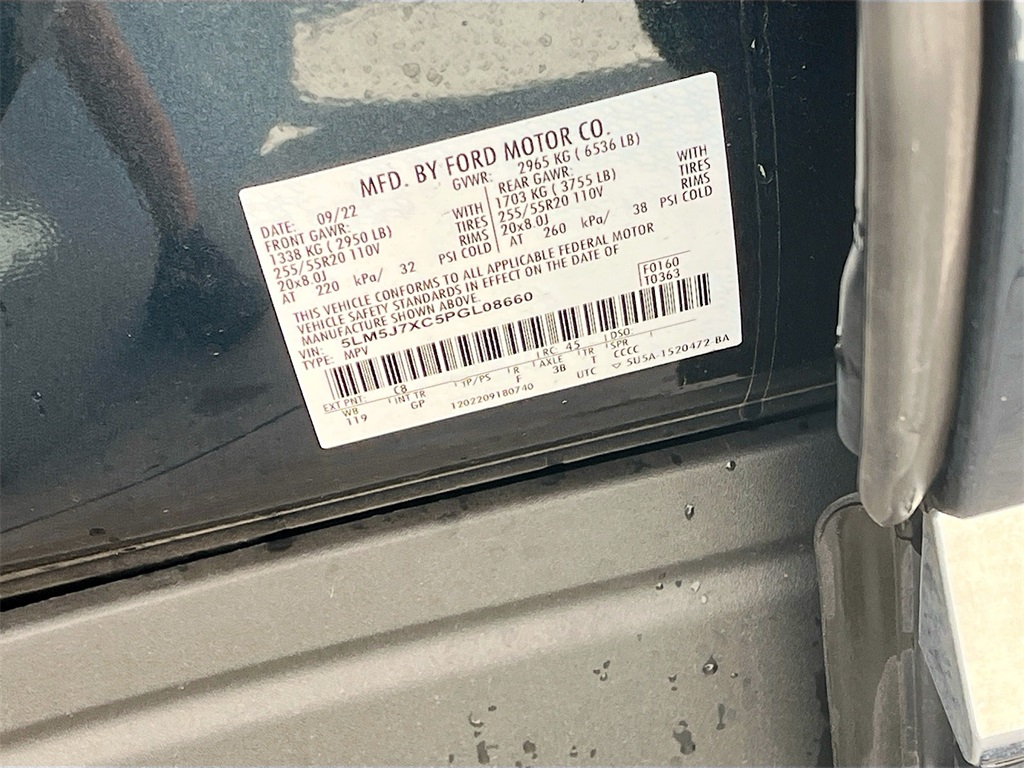 MFD. BY FORD MOTOR CO.
DATE: 09/22
GVWR: 2965 KG ( 6536 LB)
FRONT GAWR:
1338 KG ( 2950 LB)
255/55R20 110V
20x8.0J
AT 220 kPa/ 32 PSI COLD
WITH
TIRES
RIMS
REAR GAWR:
1703 KG ( 3755 LB)
255/55R20 110V
20x8.0J
AT 260 kPa/ 38 PSI COLD
WITH
TIRES
RIMS
THIS VEHICLE CONFORMS TO ALL APPLICABLE FEDERAL MOTOR
VEHICLE SAFETY STANDARDS IN EFFECT ON THE DATE OF
MANUFACTURE SHOWN ABOVE.
VIN: 5LM5J7XC5PGL08660
TYPE: MPV
F0160
T0363
EXT PNT: C8 RC: 45 DSO:
WB INT TR TP/PS R AXLE TR SPR
119 GP F 3B T CCCC
1202209180740 UTC 5U5A-1520472-BA